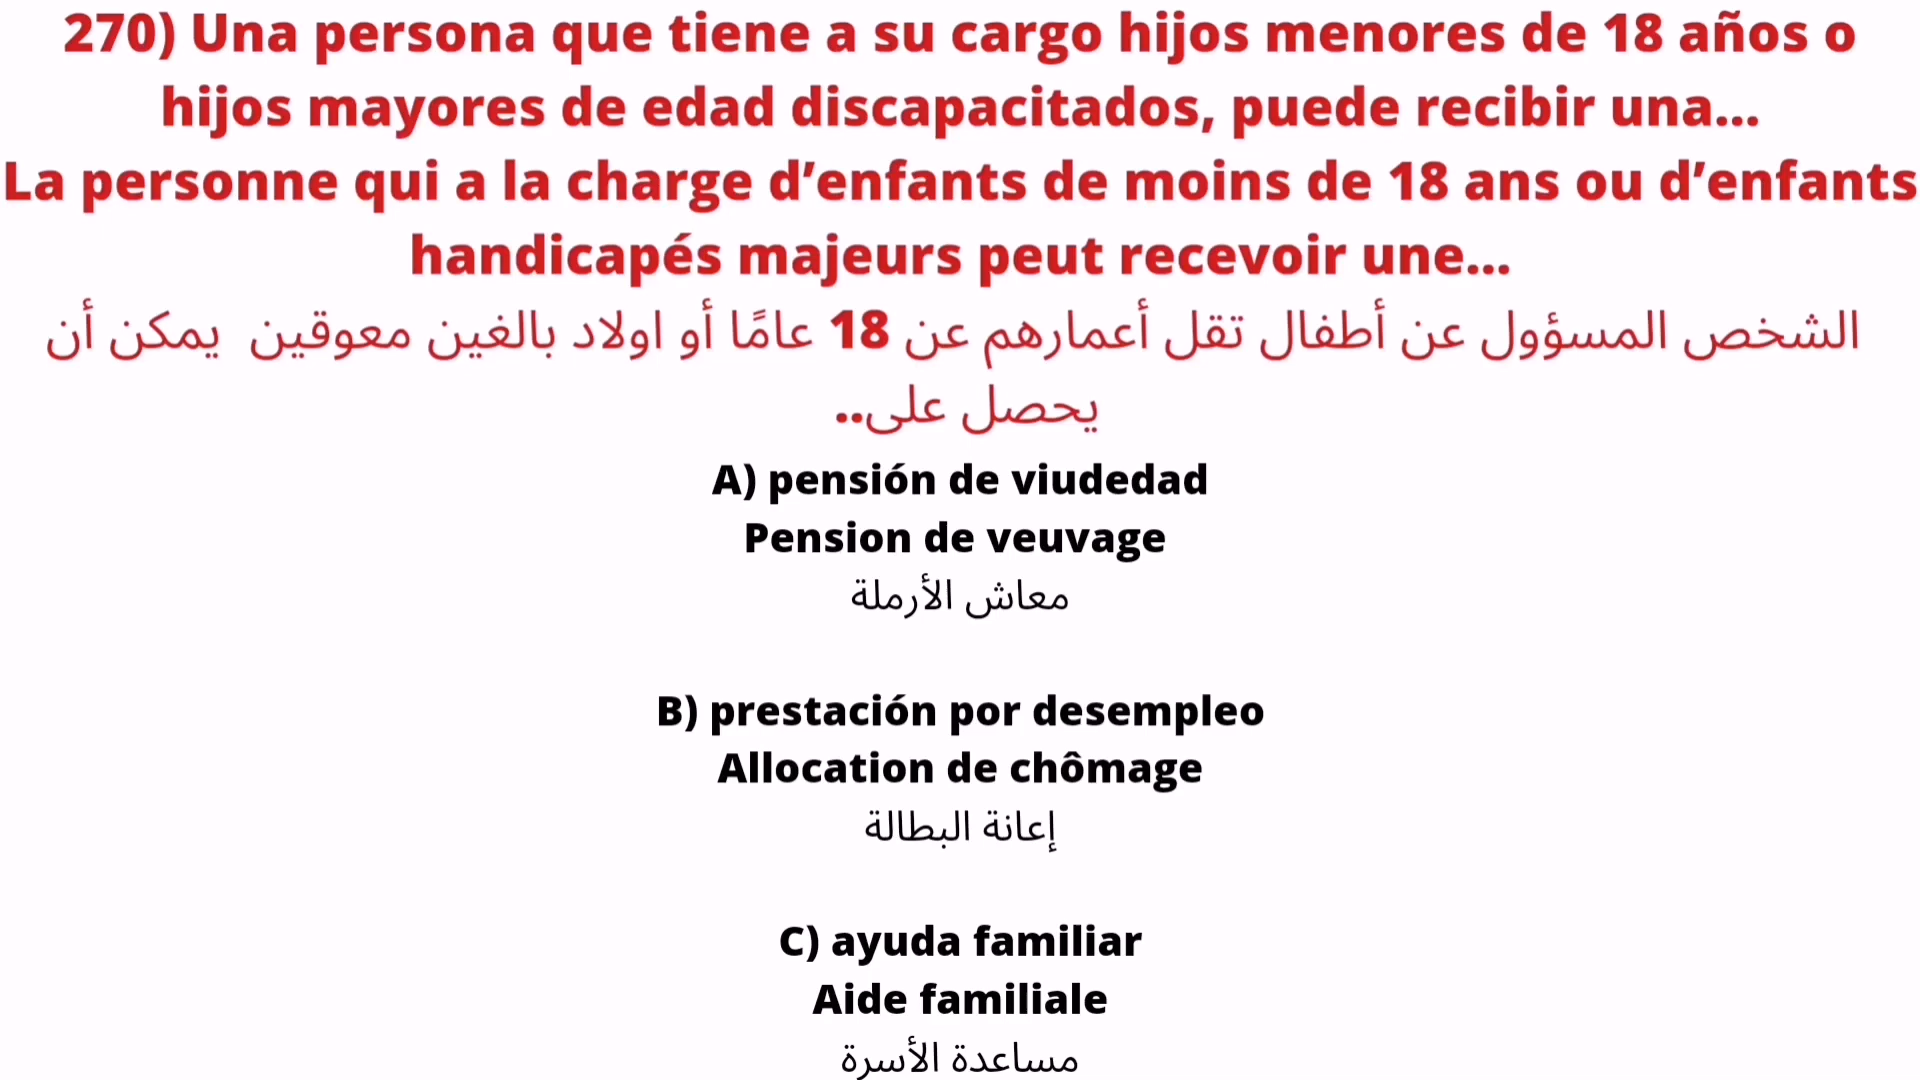 270) Una persona que tiene a su cargo hijos menores de 18 años o
hijos mayores de edad discapacitados, puede recibir una...
La personne qui a la charge d’enfants de moins de 18 ans ou d’enfants
handicapés majeurs peut recevoir une...
الشخص المسؤول عن أطفال تقل أعمارهم عن 18 عامًا أو اولاد بالغين معوقين يمكن أن
يحصل على..
A) pensión de viudedad
Pension de veuvage
معاش الأرملة
B) prestación por desempleo
Allocation de chômage
إعانة البطالة
C) ayuda familiar
Aide familiale
مساعدة الأسرة